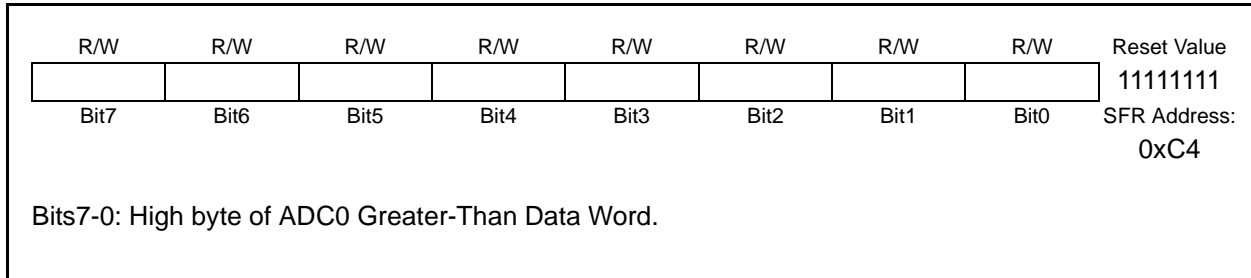 R/W R/W R/W R/W R/W R/W R/W R/W Reset Value
11111111
Bit7 Bit6 Bit5 Bit4 Bit3 Bit2 Bit1 Bit0 SFR Address:
0xC4
Bits7-0: High byte of ADC0 Greater-Than Data Word.